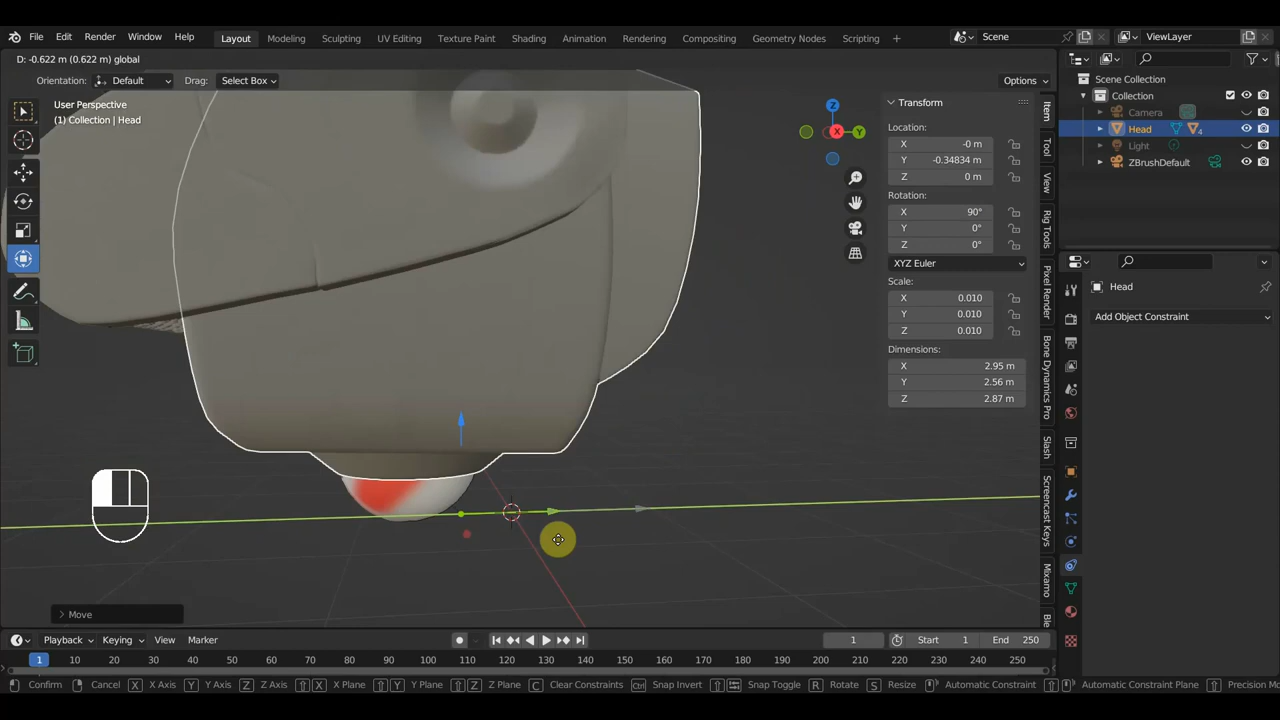 File Edit Render Window Help Layout Modeling Sculpting UV Editing Texture Paint Shading Animation Rendering Compositing Geometry Nodes Scripting + Scene ViewLayer
D: -0.622 m (0.622 m) global
Orientation: Default Drag: Select Box Options
User Perspective
(1) Collection | Head
Z
X
Y
Transform
Location:
X -0 m
Y -0.34834 m
Z 0 m
Rotation:
X 90°
Y 0°
Z 0°
XYZ Euler
Scale:
X 0.010
Y 0.010
Z 0.010
Dimensions:
X 2.95 m
Y 2.56 m
Z 2.87 m
Item
Tool
View
Rig Tools
Pixel Render
Bone Dynamics Pro
Slash
Screencast Keys
Mixamo
Ble
Scene Collection
Collection
Camera
Head 4
Light
ZBrushDefault
Head
Add Object Constraint
> Move
Playback Keying View Marker 1 Start 1 End 250
1 10 20 30 40 50 60 70 80 90 100 110 120 130 140 150 160 170 180 190 200 210 220 230 240 250
Confirm Cancel X X Axis Y Y Axis Z Z Axis X X Plane Y Y Plane Z Z Plane C Clear Constraints Ctrl Snap Invert Snap Toggle R Rotate S Resize Automatic Constraint Automatic Constraint Plane Precision Mo